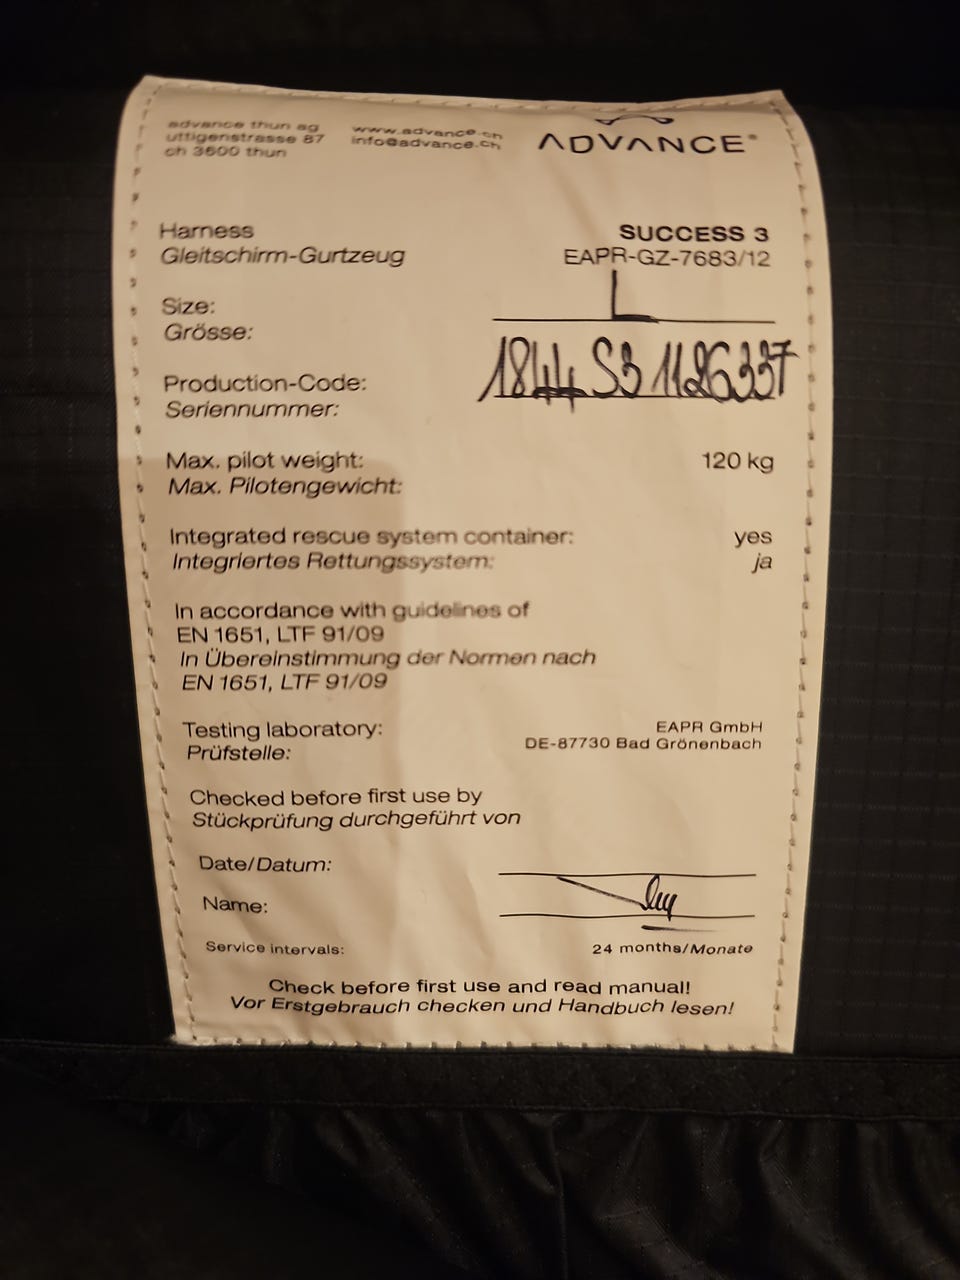 advance thun ag
uttigenstrasse 87
ch 3600 thun
www.advance.ch
info@advance.ch
ADVANCE®
Harness
Gleitschirm-Gurtzeug
SUCCESS 3
EAPR-GZ-7683/12
Size: L
Grösse:
Production-Code: 1844 S3 1126337
Seriennummer:
Max. pilot weight: 120 kg
Max. Pilotengewicht:
Integrated rescue system container: yes
Integriertes Rettungssystem: ja
In accordance with guidelines of
EN 1651, LTF 91/09
In Übereinstimmung der Normen nach
EN 1651, LTF 91/09
Testing laboratory: EAPR GmbH
Prüfstelle: DE-87730 Bad Grönenbach
Checked before first use by
Stückprüfung durchgeführt von
Date/Datum:
Name:
Service intervals: 24 months/Monate
Check before first use and read manual!
Vor Erstgebrauch checken und Handbuch lesen!